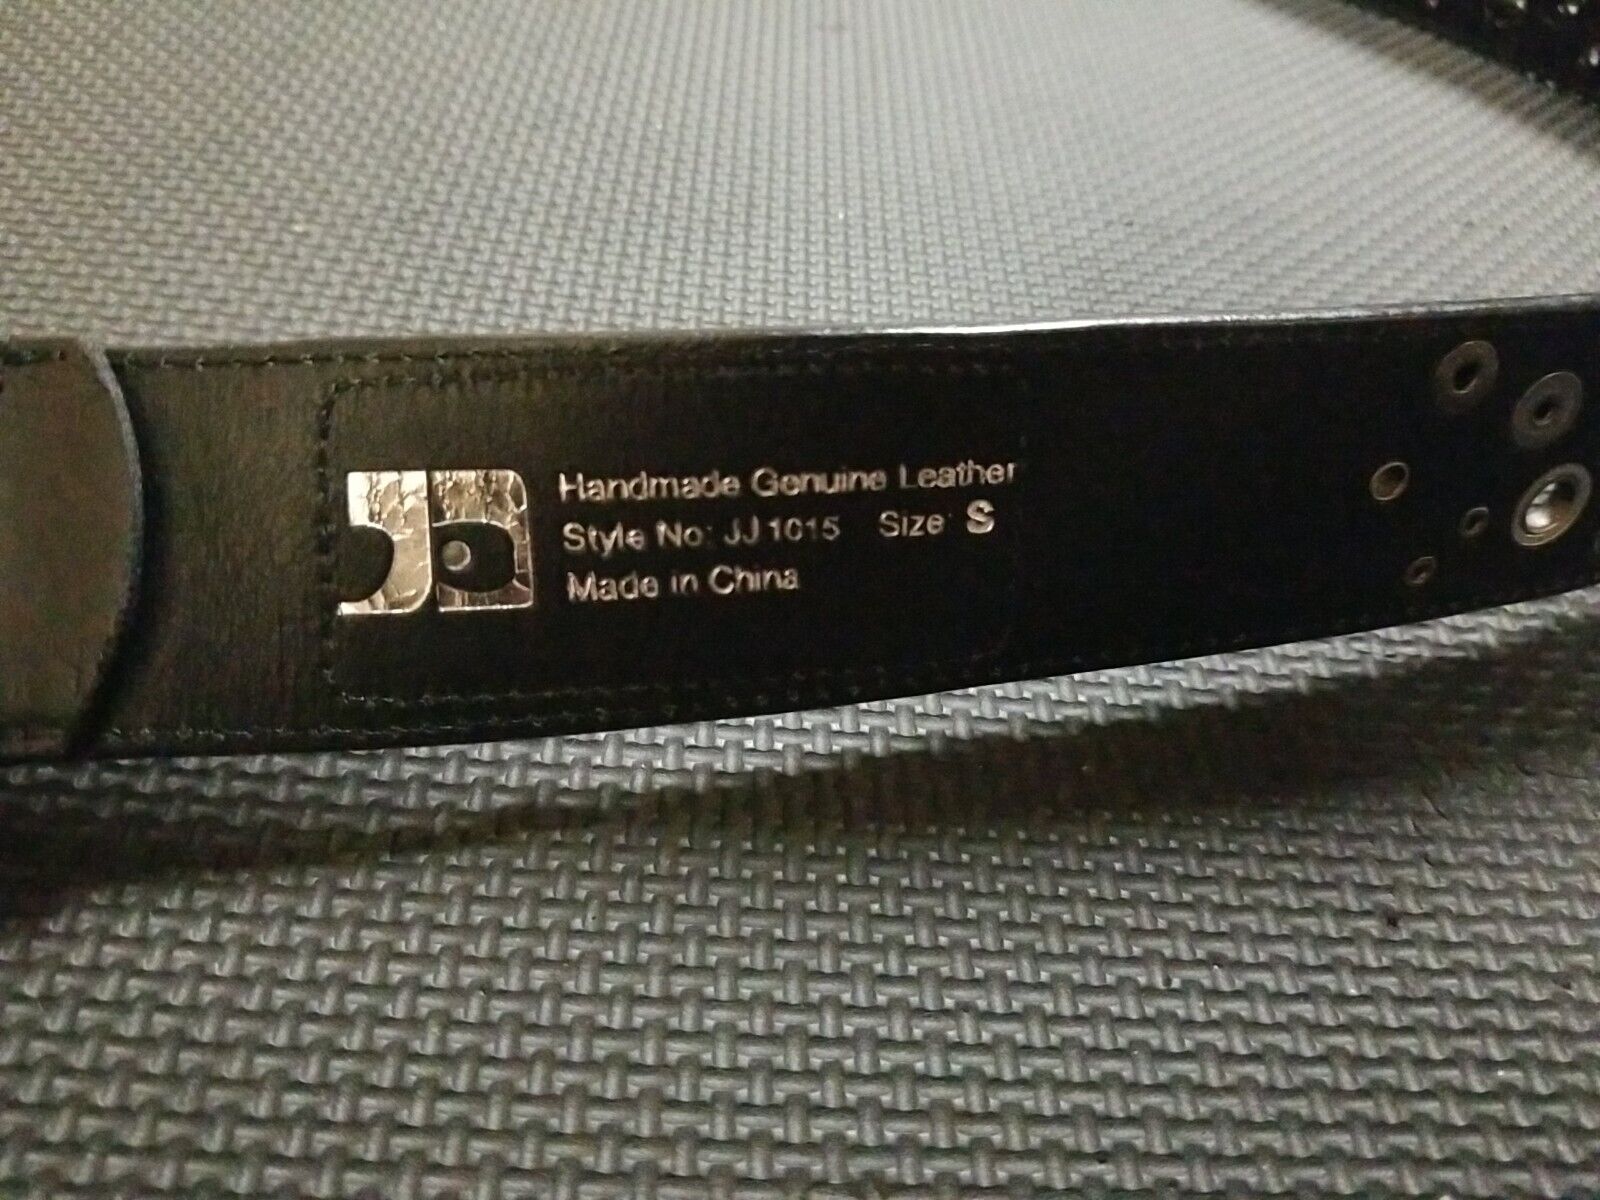 Handmade Genuine Leather
Style No: JJ 1015 Size: S
Made in China